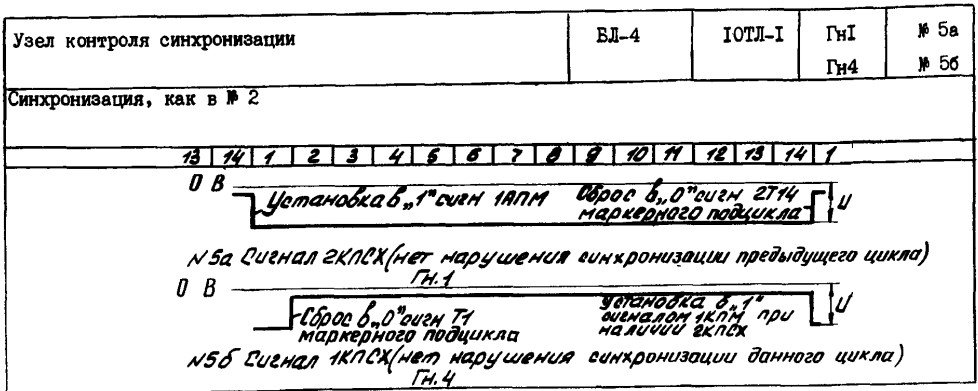 Узел контроля синхронизации БЛ-4 IОТЛ-I ГнI № 5а
Гн4 № 5б
Синхронизация, как в № 2
13 14 1 2 3 4 5 6 7 8 9 10 11 12 13 14 1
0 В
Установка в „1" сигн 1АПМ Сброс в „0" сигн 2Т14
маркерного подцикла U
N 5а Сигнал 2КПСХ (нет нарушения синхронизации предыдущего цикла)
Гн. 1
0 В
Сброс в „0" сигн Т1 Установка в „1" U
маркерного подцикла сигналом 1КПМ при
наличии 2КПСХ
N 5б Сигнал 1КПСХ (нет нарушения синхронизации данного цикла)
Гн. 4